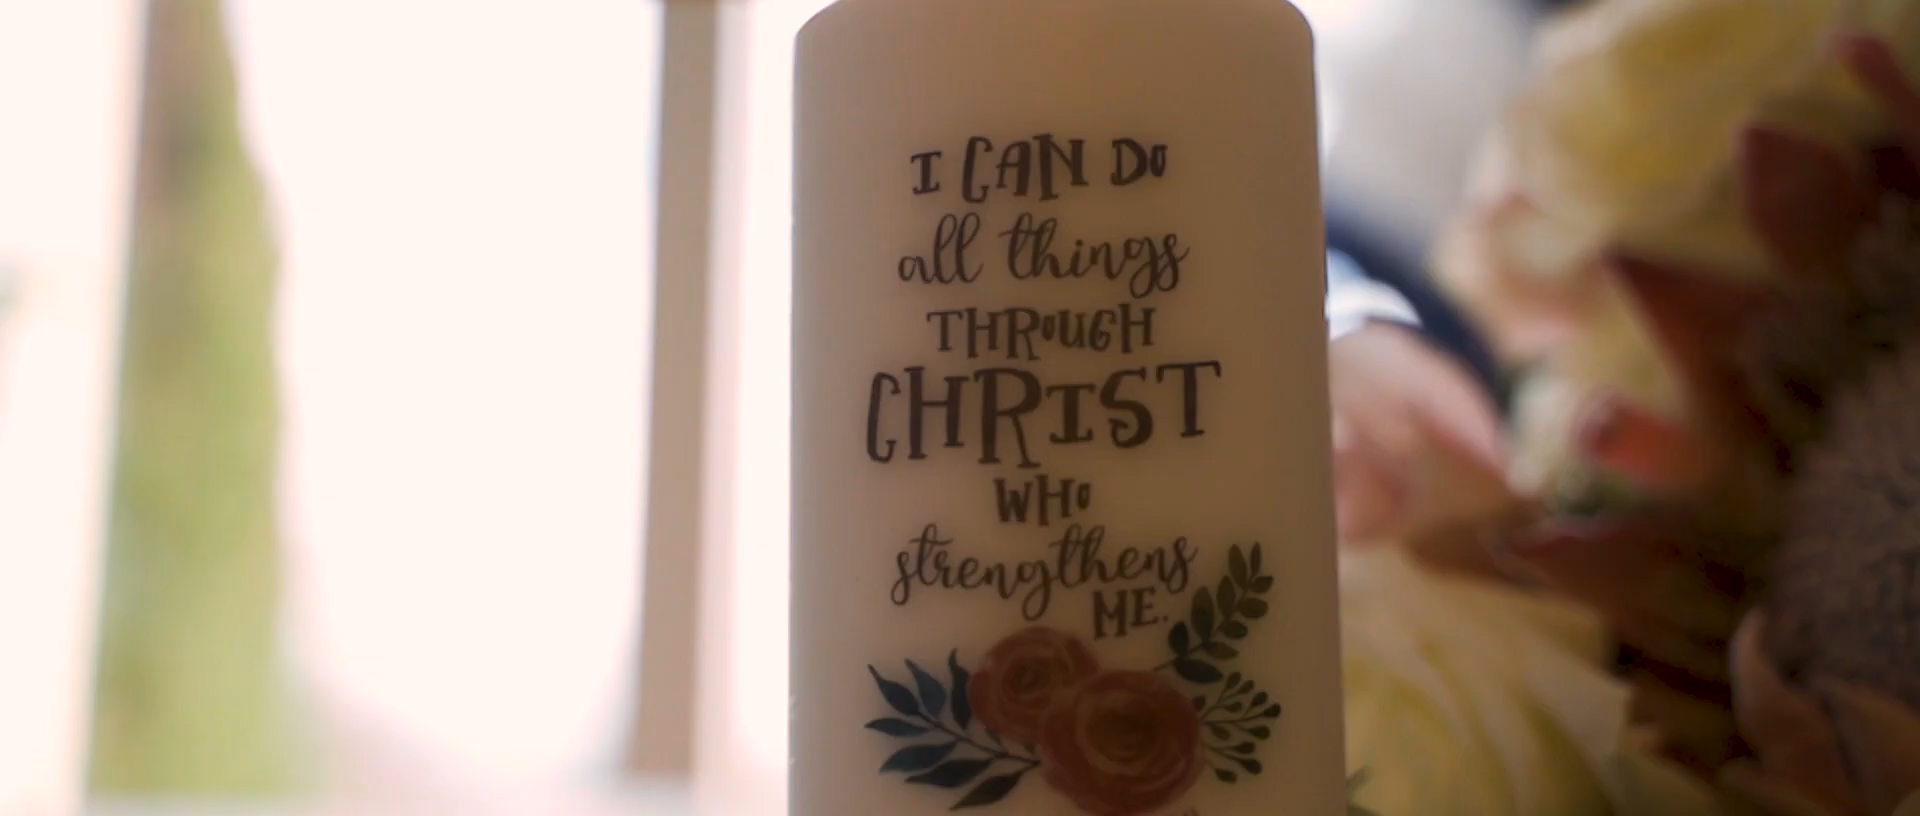 I CAN DO
all things
THROUGH
CHRIST
WHO
strengthens
ME.